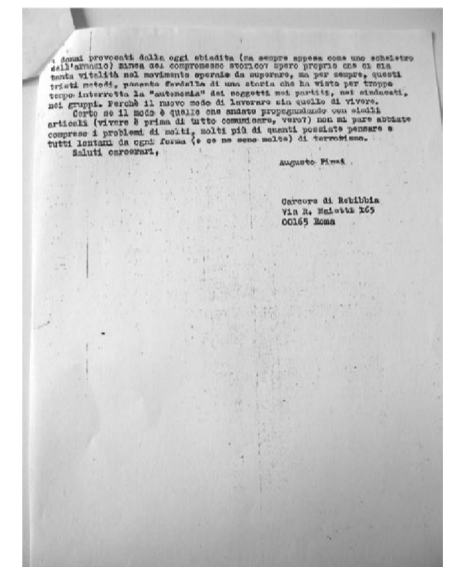 i danni provocati dalla oggi sbiadita (ma sempre appesa come uno scheletro
dell'armadio) linea del compromesso storico: spero proprio che ci sia
tanta vitalità nel movimento operaio da superare, ma per sempre, questi
tristi metodi, pesante fardello di una storia che ha visto per troppo
tempo interrotta la "autonomia" dei soggetti nei partiti, nei sindacati,
nei gruppi. Perchè il nuovo modo di lavorare sia quello di vivere.
Certo se il modo è quello che andate propagandando con simili
articoli (vivere è prima di tutto comunicare, vero?) non mi pare abbiate
compreso i problemi di molti, molti più di quanti possiate pensare e
tutti lontani da ogni forma (e ce ne sono molte) di terrorismo.
Saluti carcerari,
Augusto
Carcere di Rebibbia
Via R. Majetti 165
00165 Roma